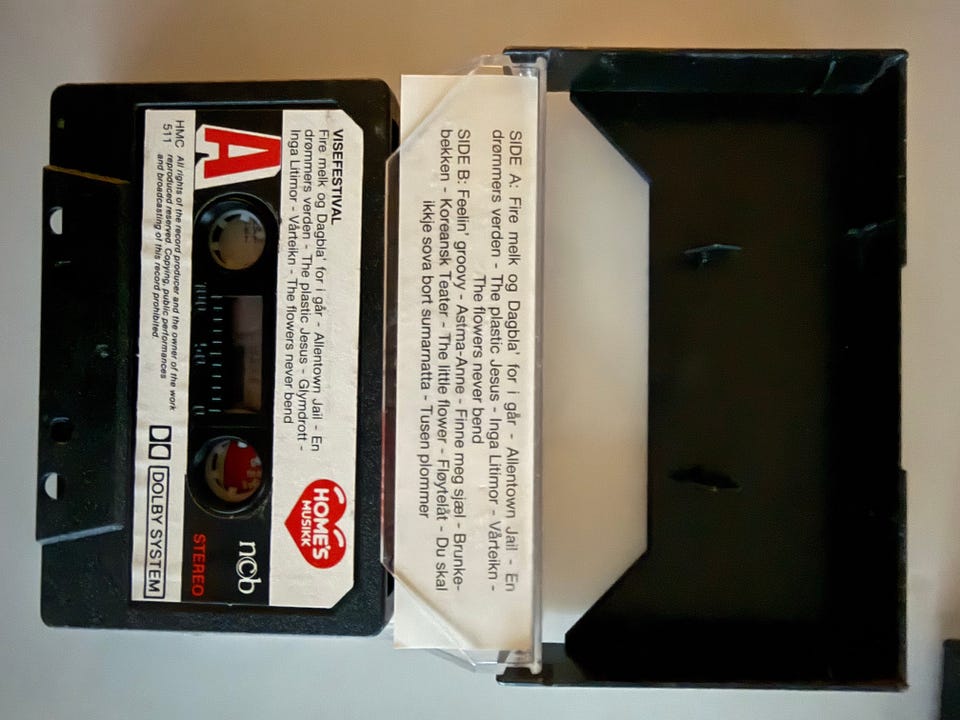 VISEFESTIVAL
Fire melk og Dagbla' for i går - Allentown Jail - En
drømmers verden - The plastic Jesus - Glymdrott -
Inga Litimor - Vårteikn - The flowers never bend
A
HOME'S
MUSIKK
100
50
0
ncb
STEREO
HMC
511
All rights of the record producer and the owner of the work
reproduced reserved. Copying, public performances
and broadcasting of this record prohibited.
DOLBY SYSTEM
SIDE A: Fire melk og Dagbla' for i går - Allentown Jail - En
drømmers verden - The plastic Jesus - Inga Litimor - Vårteikn -
The flowers never bend
SIDE B: Feelin' groovy - Astma-Anne - Finne meg sjæl - Brunke-
bekken - Koreansk Teater - The little flower - Fløytelåt - Du skal
ikkje sova bort sumarnatta - Tusen plommer